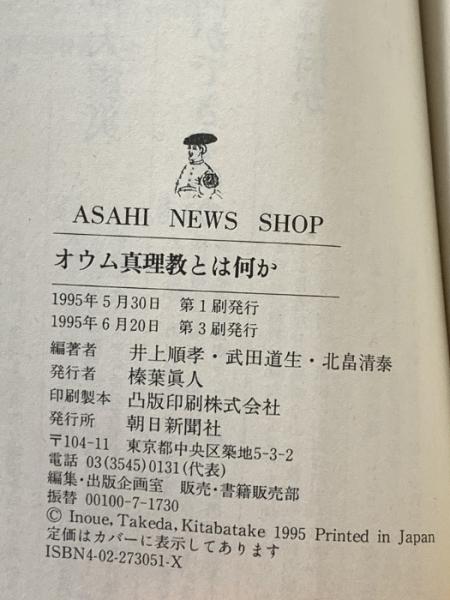 ASAHI NEWS SHOP
オウム真理教とは何か
1995年5月30日 第1刷発行
1995年6月20日 第3刷発行
編著者 井上順孝・武田道生・北畠清泰
発行者 榛葉眞人
印刷製本 凸版印刷株式会社
発行所 朝日新聞社
〒104-11 東京都中央区築地5-3-2
電話 03(3545)0131(代表)
編集・出版企画室 販売・書籍販売部
振替 00100-7-1730
© Inoue, Takeda, Kitabatake 1995 Printed in Japan
定価はカバーに表示してあります
ISBN4-02-273051-X